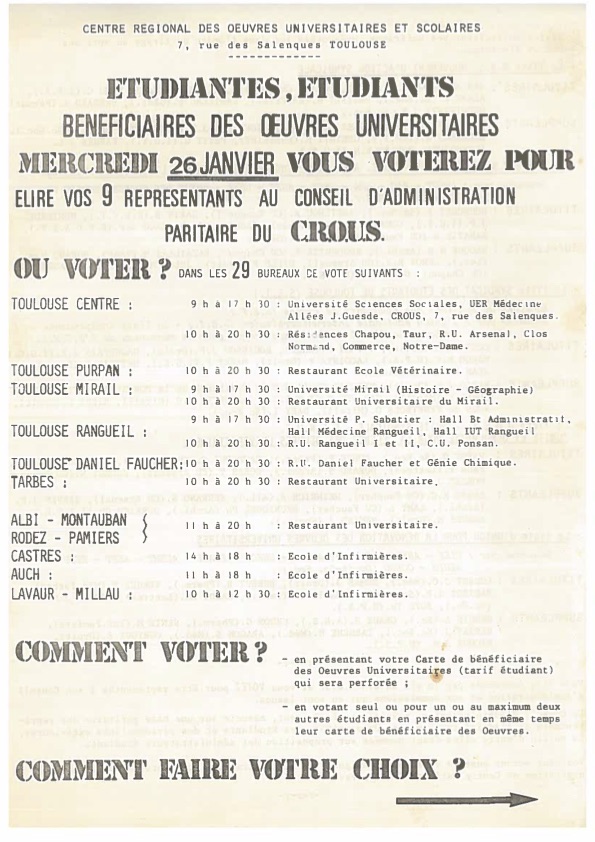 CENTRE REGIONAL DES OEUVRES UNIVERSITAIRES ET SCOLAIRES
7, rue des Salenques TOULOUSE
ETUDIANTES, ETUDIANTS
BENEFICIAIRES DES ŒUVRES UNIVERSITAIRES
MERCREDI 26 JANVIER VOUS VOTEREZ POUR
ELIRE VOS 9 REPRESENTANTS AU CONSEIL D'ADMINISTRATION
PARITAIRE DU C.R.O.U.S.
OU VOTER ? DANS LES 29 BUREAUX DE VOTE SUIVANTS :
TOULOUSE CENTRE : 9 h à 17 h 30 : Université Sciences Sociales, UER Médecine
Allées J.Guesde, CROUS, 7, rue des Salenques.
10 h à 20 h 30 : Résidences Chapou, Taur, R.U. Arsenal, Clos
Normand, Commerce, Notre-Dame.
TOULOUSE PURPAN : 10 h à 20 h 30 : Restaurant Ecole Vétérinaire.
TOULOUSE MIRAIL : 9 h à 17 h 30 : Université Mirail (Histoire - Géographie)
10 h à 20 h 30 : Restaurant Universitaire du Mirail.
9 h à 17 h 30 : Université P. Sabatier : Hall Bt Administratif,
TOULOUSE RANGUEIL : Hall Médecine Rangueil, Hall IUT Rangueil
10 h à 20 h 30 : R.U. Rangueil I et II, C.U. Ponsan.
TOULOUSE DANIEL FAUCHER: 10 h à 20 h 30 : R.U. Daniel Faucher et Génie Chimique.
TARBES : 10 h à 20 h 30 : Restaurant Universitaire.
ALBI - MONTAUBAN
RODEZ - PAMIERS } 11 h à 20 h : Restaurant Universitaire.
CASTRES : 14 h à 18 h : Ecole d'Infirmières.
AUCH : 11 h à 18 h : Ecole d'Infirmières.
LAVAUR - MILLAU : 10 h à 12 h 30 : Ecole d'Infirmières.
COMMENT VOTER ? - en présentant votre Carte de bénéficiaire
des Oeuvres Universitaires (tarif étudiant)
qui sera perforée ;
- en votant seul ou pour un ou au maximum deux
autres étudiants en présentant en même temps
leur carte de bénéficiaire des Oeuvres.
COMMENT FAIRE VOTRE CHOIX ?